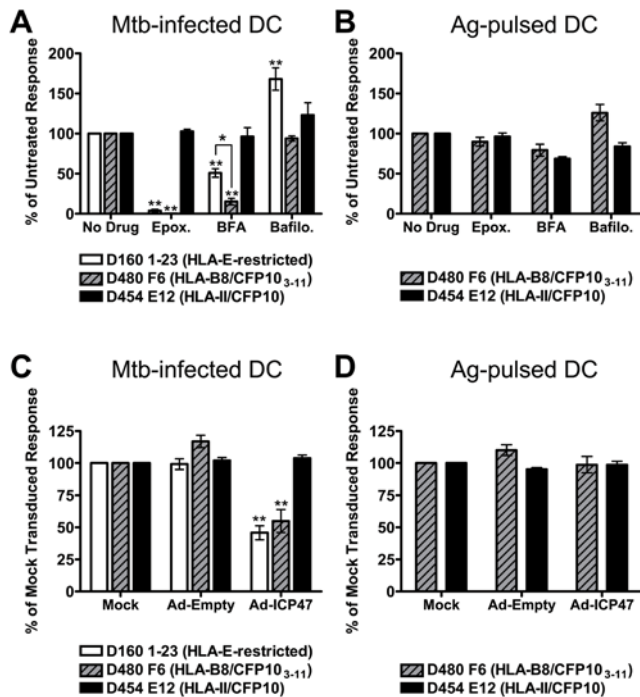 A Mtb-infected DC
% of Untreated Response
200
150
100
50
0
** ** ** * ** **
No Drug Epox. BFA Bafilo.
D160 1-23 (HLA-E-restricted)
D480 F6 (HLA-B8/CFP10₃₋₁₁)
D454 E12 (HLA-II/CFP10)
B Ag-pulsed DC
% of Untreated Response
200
150
100
50
0
No Drug Epox. BFA Bafilo.
D480 F6 (HLA-B8/CFP10₃₋₁₁)
D454 E12 (HLA-II/CFP10)
C Mtb-infected DC
% of Mock Transduced Response
125
100
75
50
25
** **
Mock Ad-Empty Ad-ICP47
D160 1-23 (HLA-E-restricted)
D480 F6 (HLA-B8/CFP10₃₋₁₁)
D454 E12 (HLA-II/CFP10)
D Ag-pulsed DC
% of Mock Transduced Response
125
100
75
50
25
Mock Ad-Empty Ad-ICP47
D480 F6 (HLA-B8/CFP10₃₋₁₁)
D454 E12 (HLA-II/CFP10)